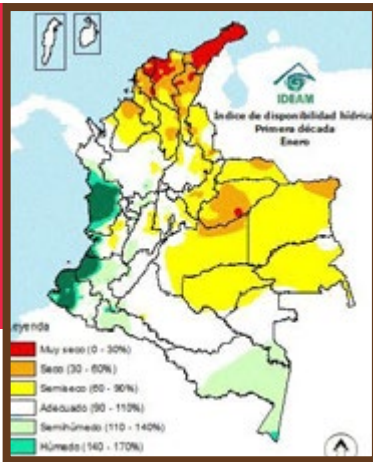 IDEAM
Índice de disponibilidad hídrica
Primera década
Enero
eyenda
Muy seco (0 - 30%)
Seco (30 - 60%)
Semiseco (60 - 90%)
Adecuado (90 - 110%)
Semihúmedo (110 - 140%)
Húmedo (140 - 170%)